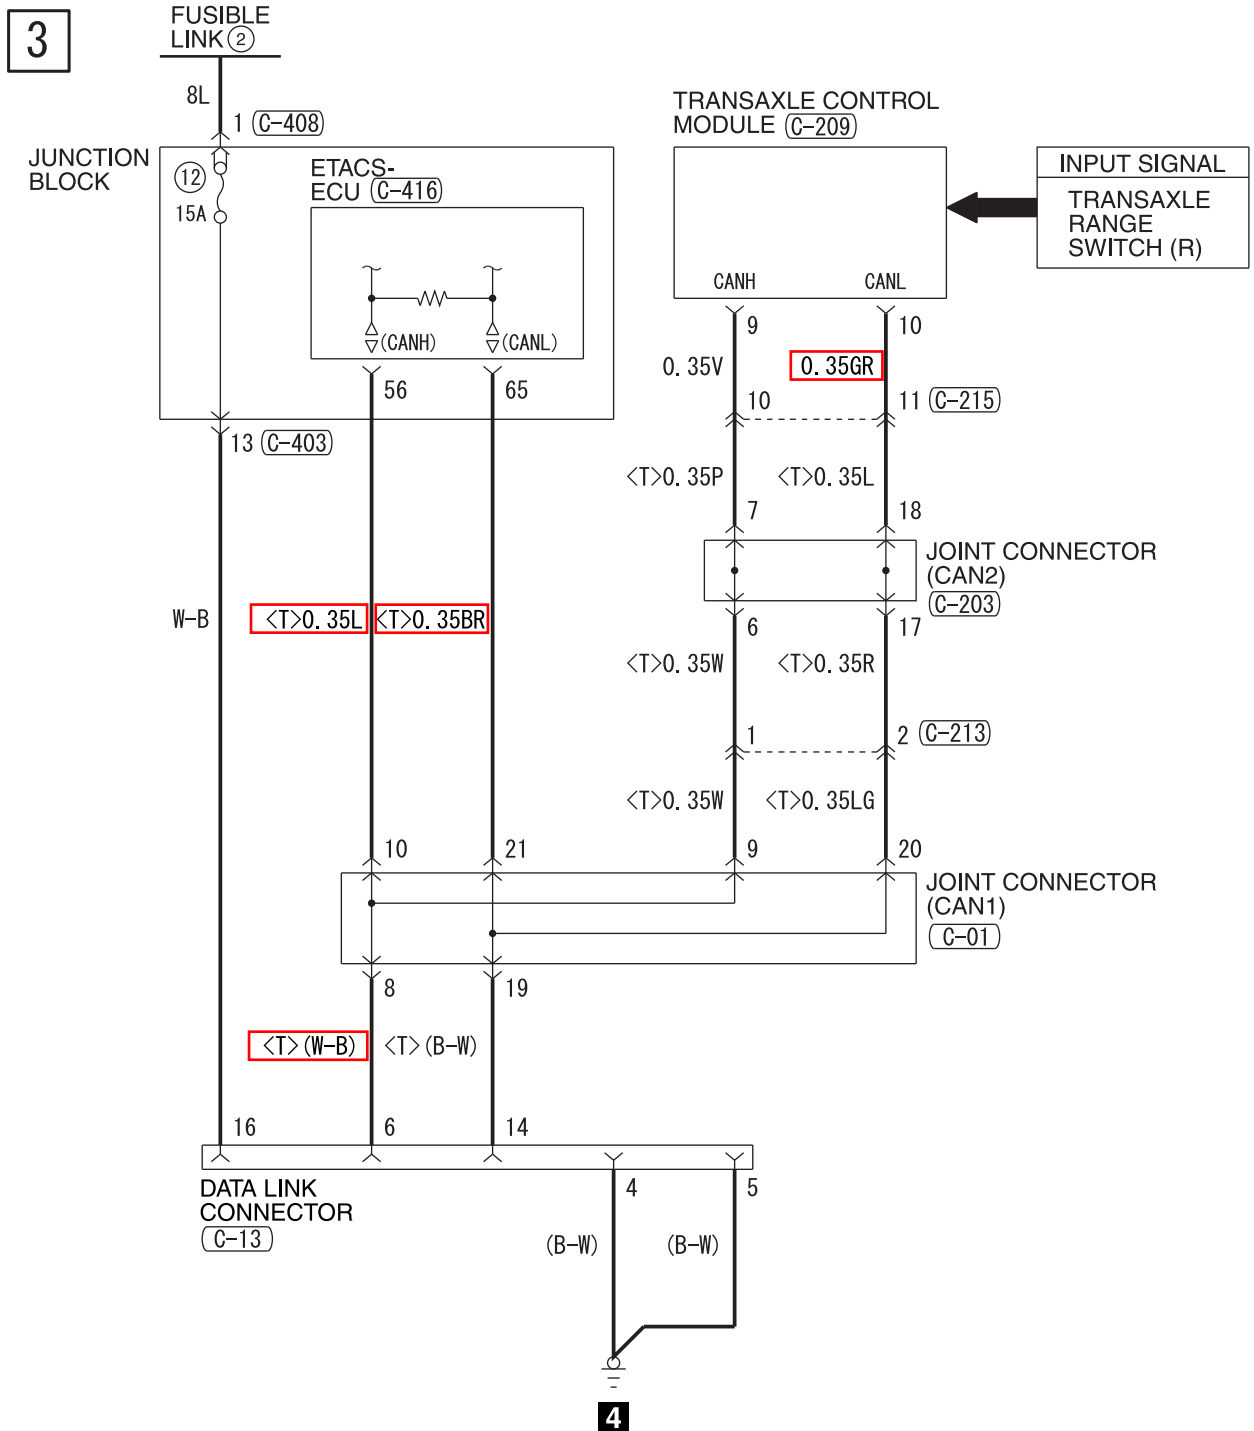 3
FUSIBLE
LINK ②
8L
1 (C-408)
JUNCTION
BLOCK
⑫
15A
ETACS-
ECU (C-416)
(CANH)
(CANL)
56
65
13 (C-403)
TRANSAXLE CONTROL
MODULE (C-209)
CANH
CANL
INPUT SIGNAL
TRANSAXLE
RANGE
SWITCH (R)
9
10
0.35V
0.35GR
10
11 (C-215)
<T>0.35P
<T>0.35L
7
18
JOINT CONNECTOR
(CAN2)
(C-203)
W-B
<T>0.35L
<T>0.35BR
6
17
<T>0.35W
<T>0.35R
1
2 (C-213)
<T>0.35W
<T>0.35LG
10
21
9
20
JOINT CONNECTOR
(CAN1)
(C-01)
8
19
<T>(W-B)
<T>(B-W)
16
6
14
DATA LINK
CONNECTOR
(C-13)
4
5
(B-W)
(B-W)
4